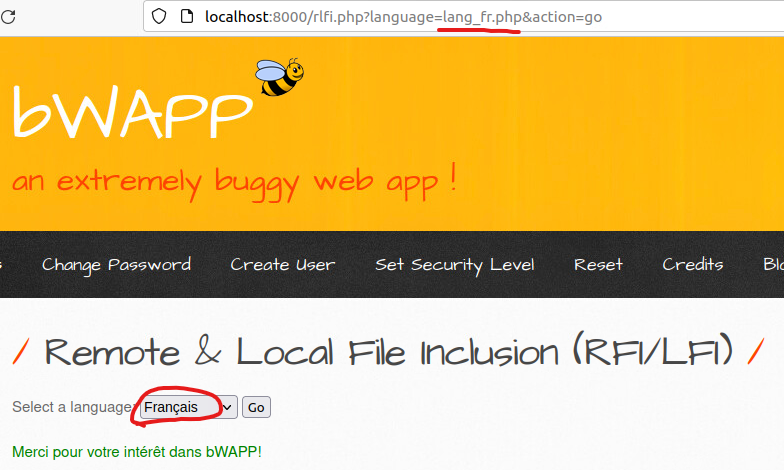 localhost:8000/rlfi.php?language=lang_fr.php&action=go
bWAPP
an extremely buggy web app !
s Change Password Create User Set Security Level Reset Credits Blo
/ Remote & Local File Inclusion (RFI/LFI) /
Select a language: Français Go
Merci pour votre intérêt dans bWAPP!